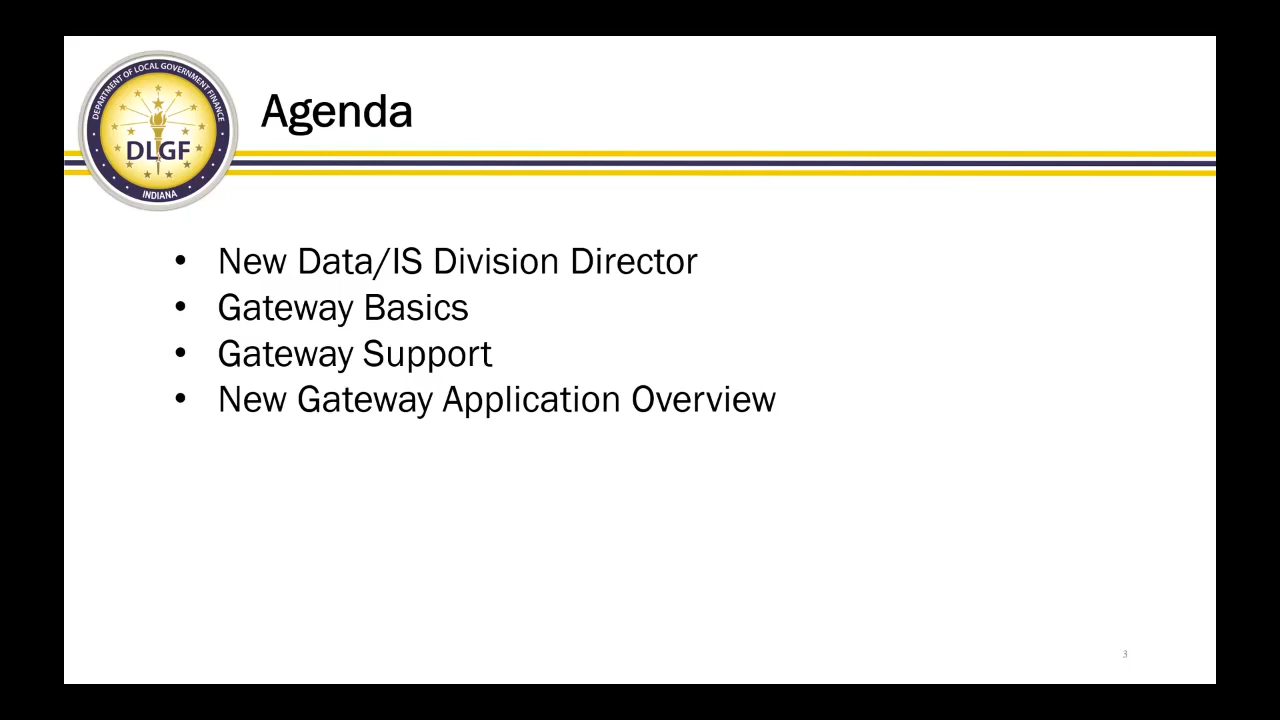 DEPARTMENT OF LOCAL GOVERNMENT FINANCE
DLGF
INDIANA
Agenda
• New Data/IS Division Director
• Gateway Basics
• Gateway Support
• New Gateway Application Overview
3